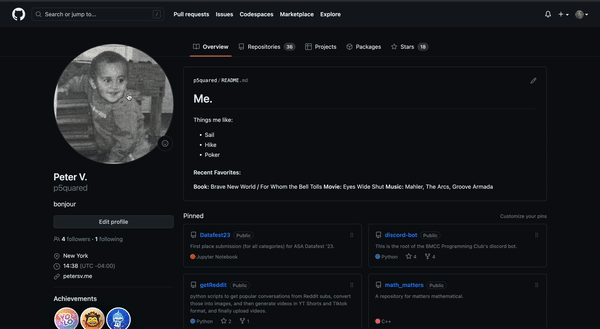 Search or jump to... /
Pull requests Issues Codespaces Marketplace Explore
Overview Repositories 36 Projects Packages Stars 18
p5quared / README.md
Me.
Things me like:
Sail
Hike
Poker
Recent Favorites:
Book: Brave New World / For Whom the Bell Tolls Movie: Eyes Wide Shut Music: Mahler, The Arcs, Groove Armada
Peter V.
p5quared
bonjour
Edit profile
4 followers · 1 following
New York
14:38 (UTC -04:00)
petersv.me
Achievements
Pinned Customize your pins
Datafest23 Public
First place submission (for all categories) for ASA Datafest '23.
Jupyter Notebook
discord-bot Public
This is the root of the BMCC Programming Club's discord bot.
Python 4 4
getReddit Public
python scripts to get popular conversations from Reddit subs, convert
those into images, and then generate videos in YT Shorts and Tiktok
format, and finally upload videos.
Python 2 1
math_matters Public
A repository for matters mathematical.
C++